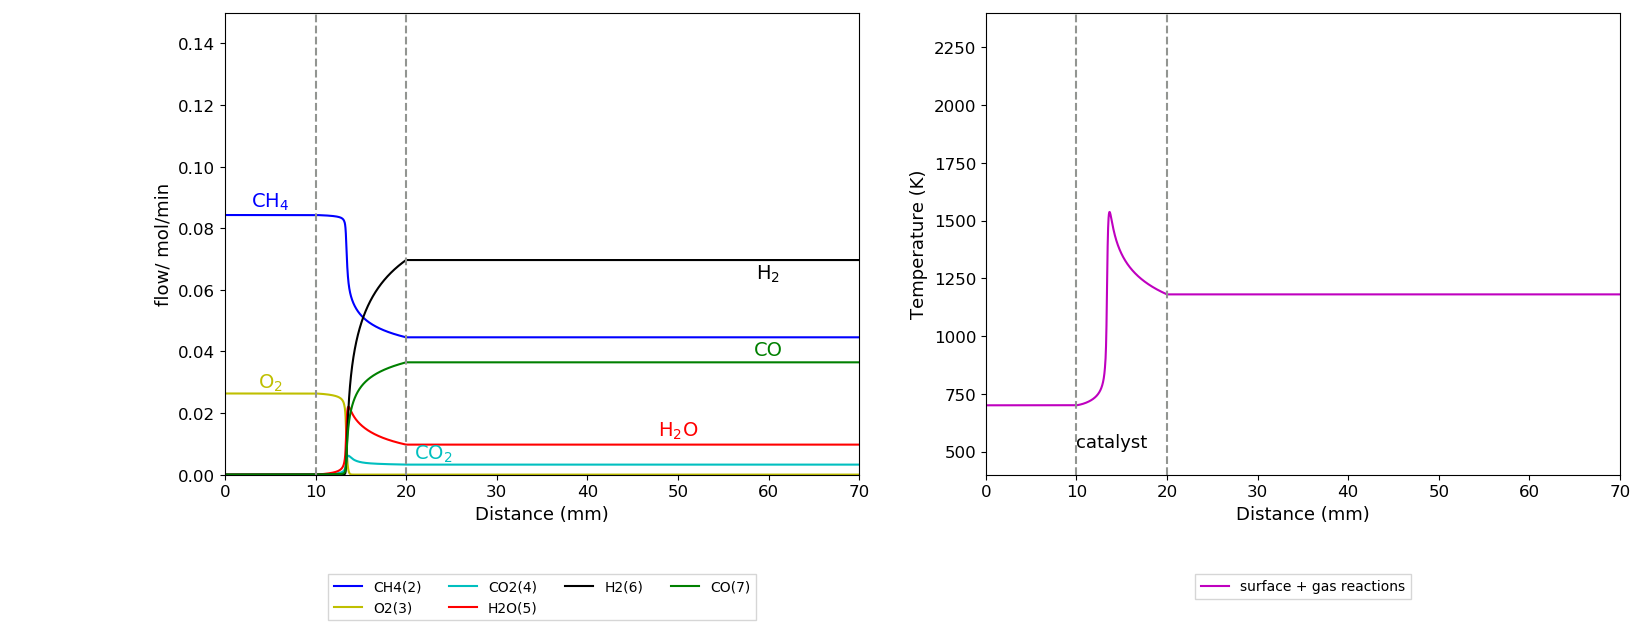 0.14
0.12
0.10
0.08
0.06
0.04
0.02
0.00
flow/ mol/min
CH₄
O₂
H₂
CO
H₂O
CO₂
0 10 20 30 40 50 60 70
Distance (mm)
CH4(2) CO2(4) H2(6) CO(7)
O2(3) H2O(5)
2250
2000
1750
1500
1250
1000
750
500
Temperature (K)
catalyst
0 10 20 30 40 50 60 70
Distance (mm)
surface + gas reactions